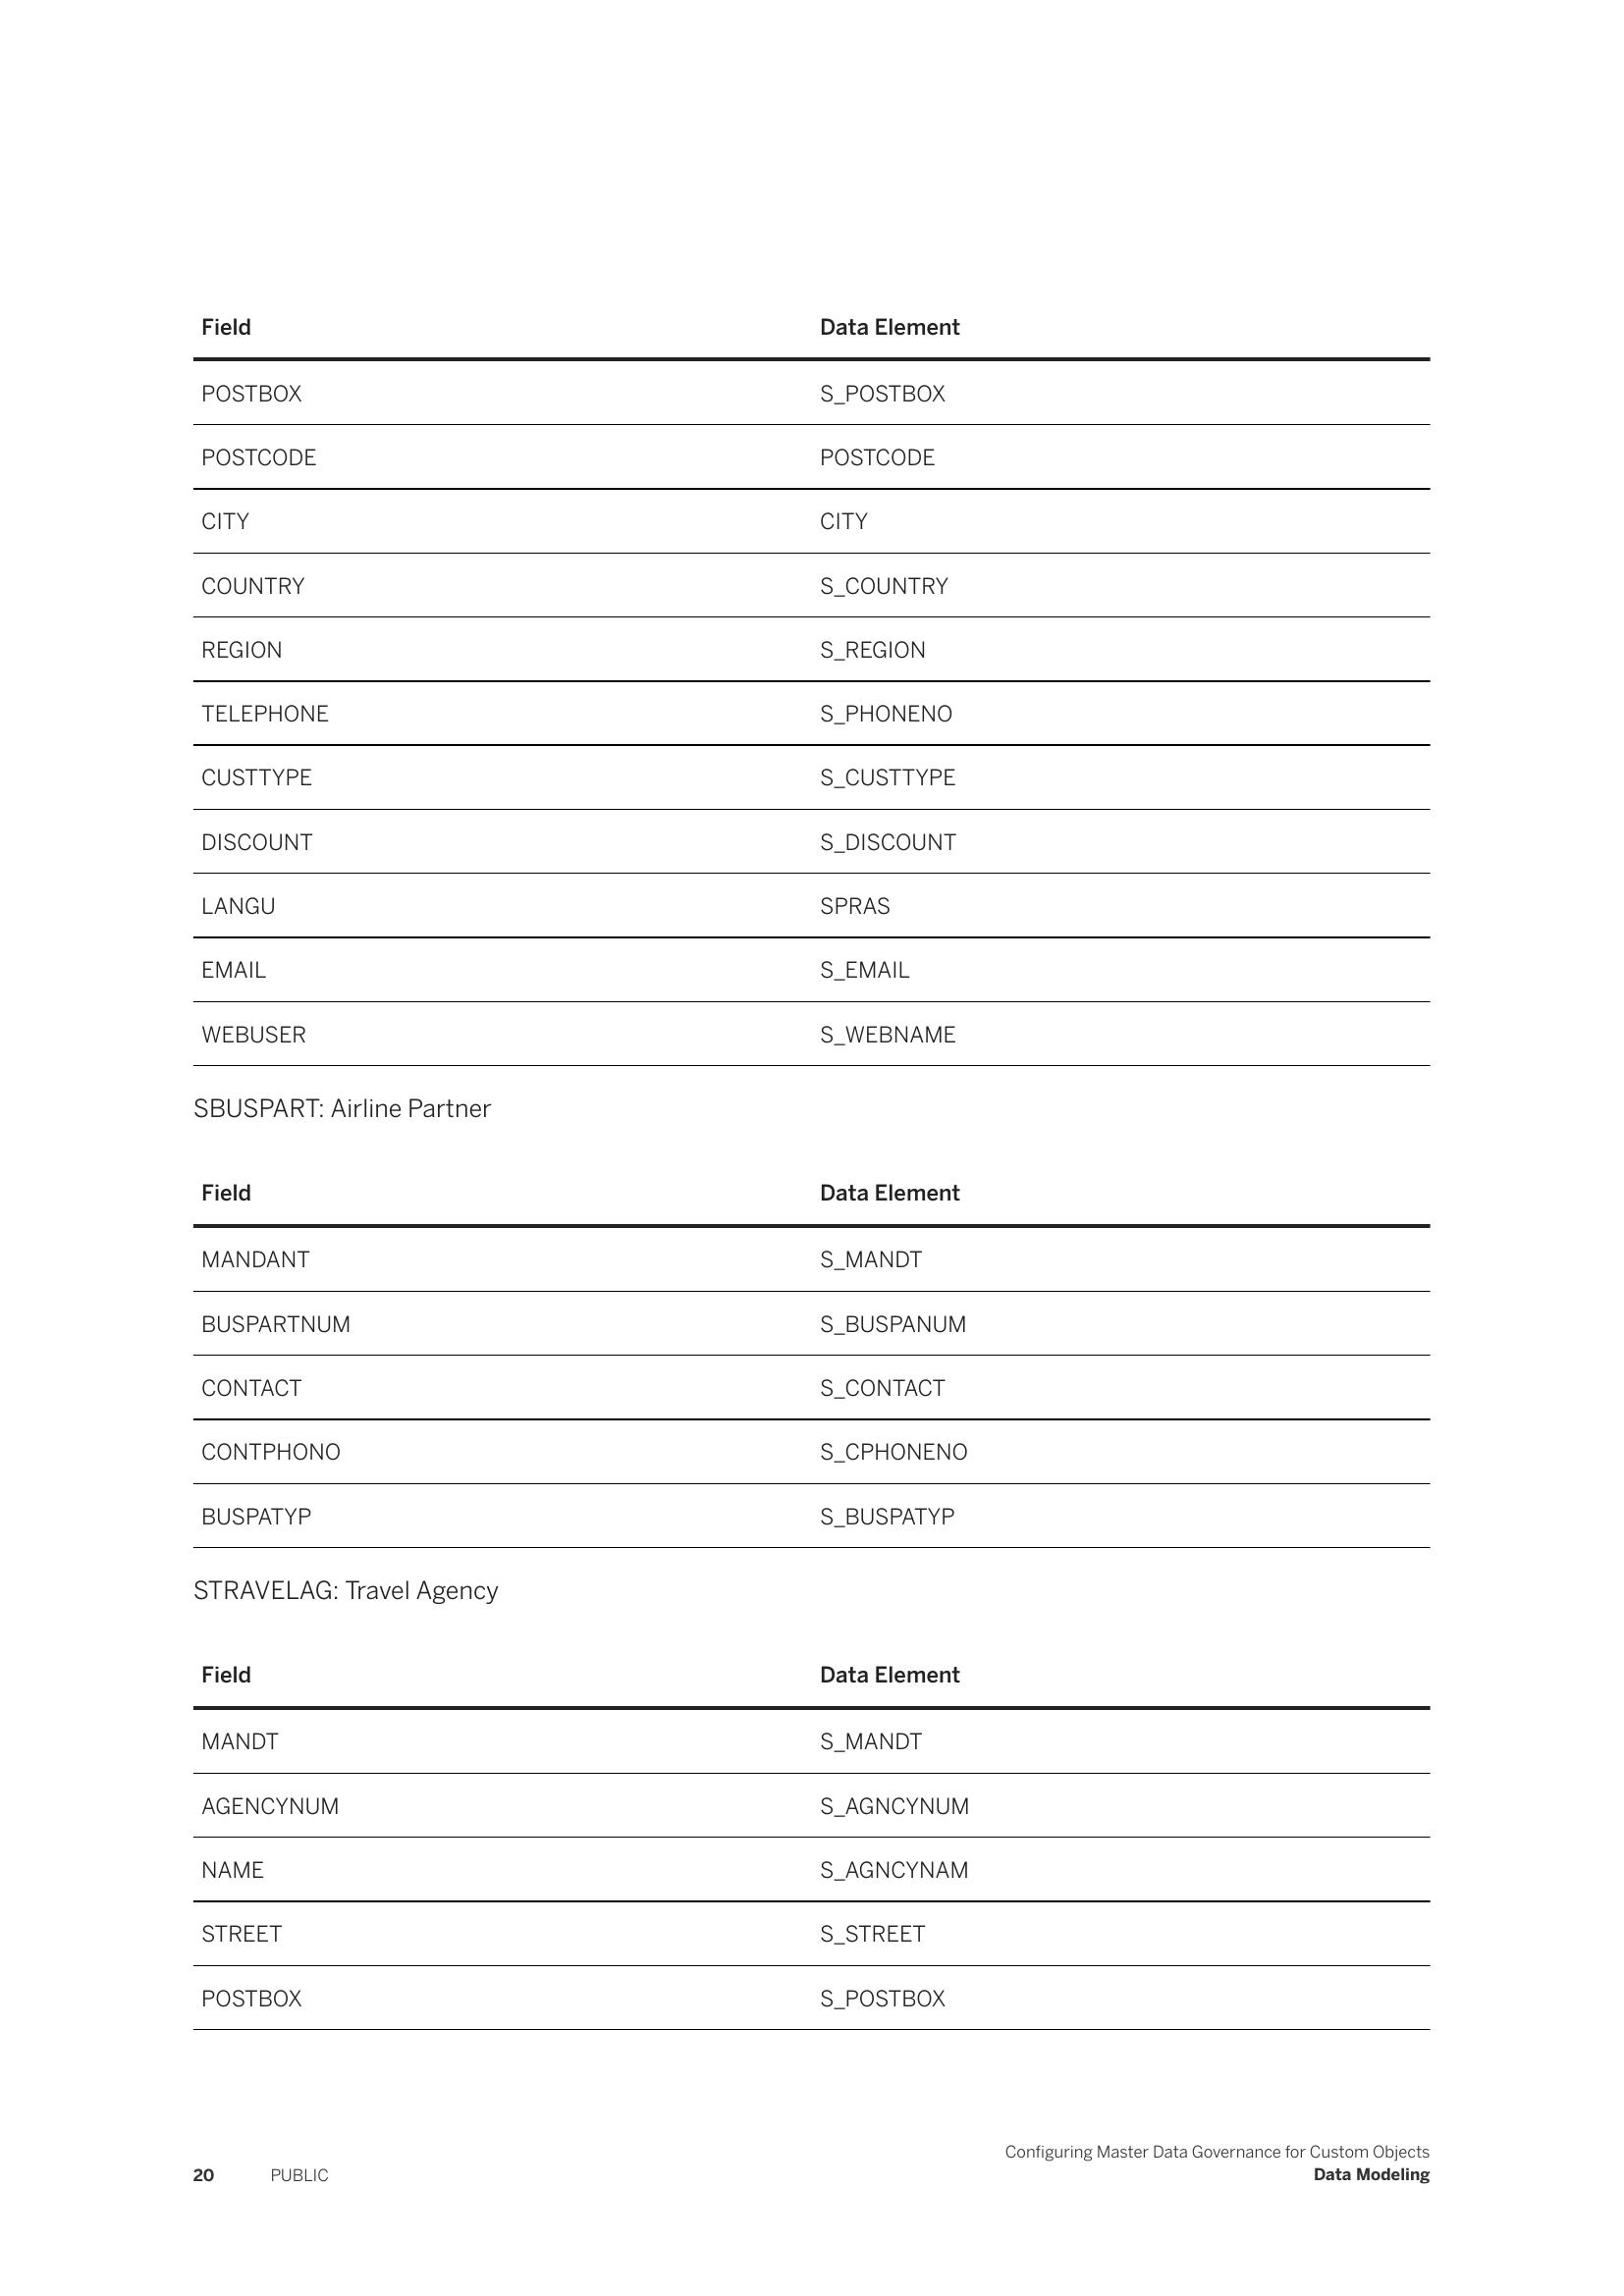 Field Data Element
POSTBOX S_POSTBOX
POSTCODE POSTCODE
CITY CITY
COUNTRY S_COUNTRY
REGION S_REGION
TELEPHONE S_PHONENO
CUSTTYPE S_CUSTTYPE
DISCOUNT S_DISCOUNT
LANGU SPRAS
EMAIL S_EMAIL
WEBUSER S_WEBNAME
SBUSPART: Airline Partner
Field Data Element
MANDANT S_MANDT
BUSPARTNUM S_BUSPANUM
CONTACT S_CONTACT
CONTPHONO S_CPHONENO
BUSPATYP S_BUSPATYP
STRAVELAG: Travel Agency
Field Data Element
MANDT S_MANDT
AGENCYNUM S_AGNCYNUM
NAME S_AGNCYNAM
STREET S_STREET
POSTBOX S_POSTBOX
Configuring Master Data Governance for Custom Objects
20 PUBLIC Data Modeling